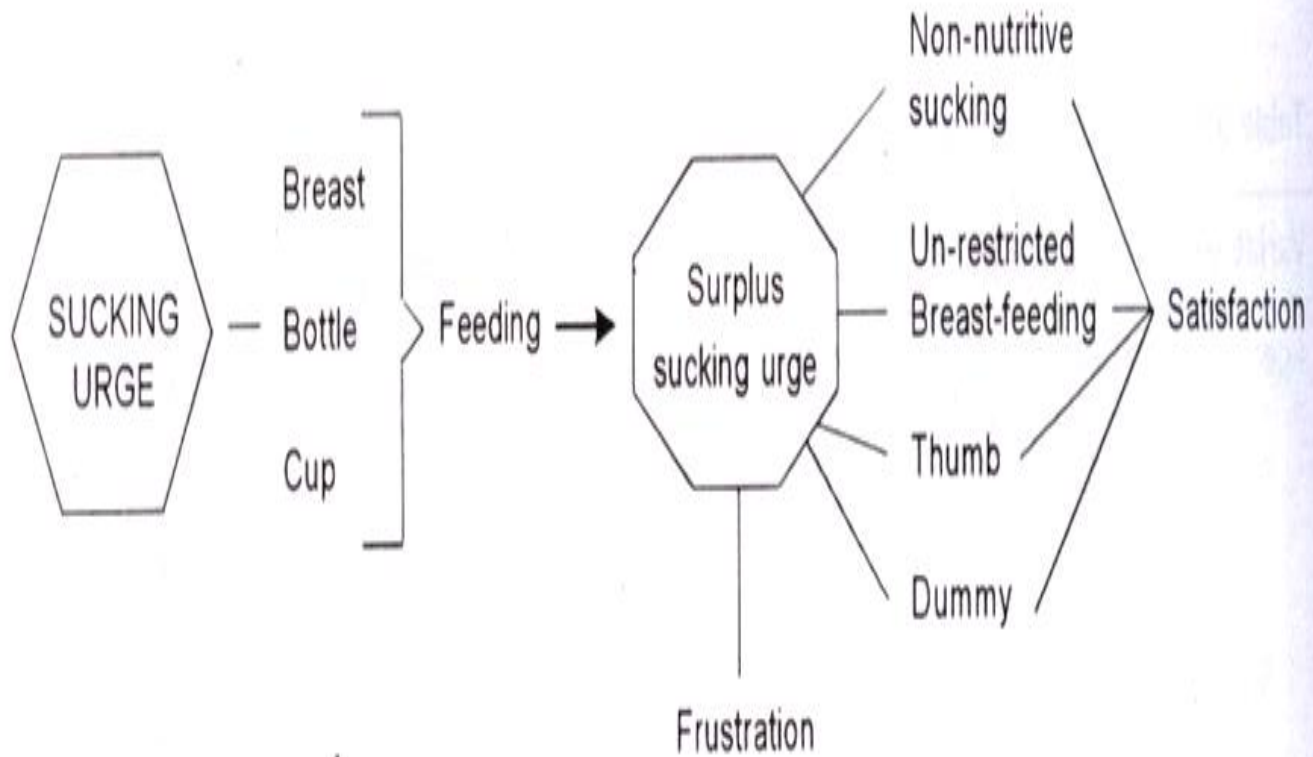 SUCKING
URGE
Breast
Bottle
Cup
Feeding
Surplus
sucking urge
Non-nutritive
sucking
Un-restricted
Breast-feeding
Thumb
Dummy
Satisfaction
Frustration